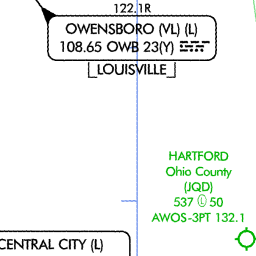 122.1R
OWENSBORO (VL) (L)
108.65 OWB 23(Y)
LOUISVILLE
HARTFORD
Ohio County
(JQD)
537 Ⓛ 50
AWOS-3PT 132.1
CENTRAL CITY (L)